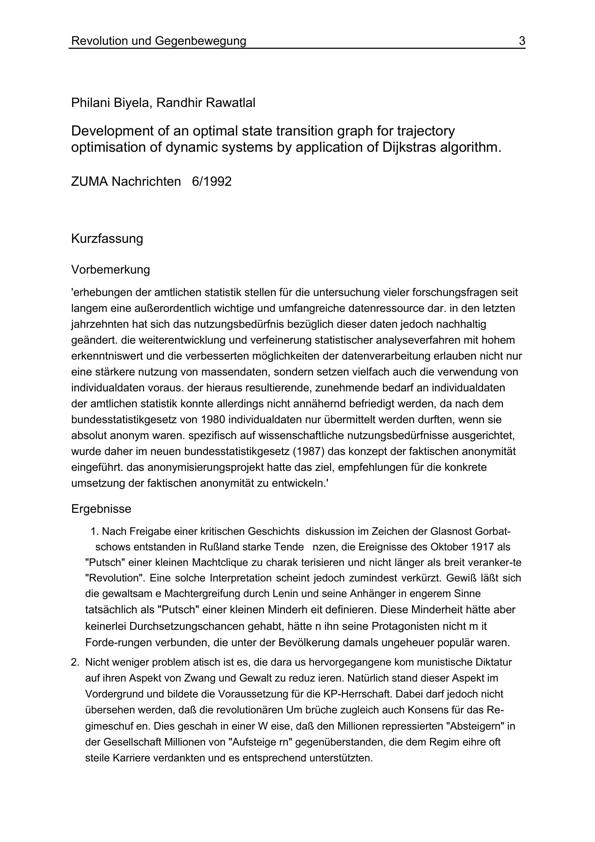 Revolution und Gegenbewegung 3
Philani Biyela, Randhir Rawatlal
Development of an optimal state transition graph for trajectory
optimisation of dynamic systems by application of Dijkstras algorithm.
ZUMA Nachrichten 6/1992
Kurzfassung
Vorbemerkung
'erhebungen der amtlichen statistik stellen für die untersuchung vieler forschungsfragen seit
langem eine außerordentlich wichtige und umfangreiche datenressource dar. in den letzten
jahrzehnten hat sich das nutzungsbedürfnis bezüglich dieser daten jedoch nachhaltig
geändert. die weiterentwicklung und verfeinerung statistischer analyseverfahren mit hohem
erkenntniswert und die verbesserten möglichkeiten der datenverarbeitung erlauben nicht nur
eine stärkere nutzung von massendaten, sondern setzen vielfach auch die verwendung von
individualdaten voraus. der hieraus resultierende, zunehmende bedarf an individualdaten
der amtlichen statistik konnte allerdings nicht annähernd befriedigt werden, da nach dem
bundesstatistikgesetz von 1980 individualdaten nur übermittelt werden durften, wenn sie
absolut anonym waren. spezifisch auf wissenschaftliche nutzungsbedürfnisse ausgerichtet,
wurde daher im neuen bundesstatistikgesetz (1987) das konzept der faktischen anonymität
eingeführt. das anonymisierungsprojekt hatte das ziel, empfehlungen für die konkrete
umsetzung der faktischen anonymität zu entwickeln.'
Ergebnisse
1. Nach Freigabe einer kritischen Geschichts diskussion im Zeichen der Glasnost Gorbat-
schows entstanden in Rußland starke Tende nzen, die Ereignisse des Oktober 1917 als
"Putsch" einer kleinen Machtclique zu charak terisieren und nicht länger als breit veranker-te
"Revolution". Eine solche Interpretation scheint jedoch zumindest verkürzt. Gewiß läßt sich
die gewaltsam e Machtergreifung durch Lenin und seine Anhänger in engerem Sinne
tatsächlich als "Putsch" einer kleinen Minderh eit definieren. Diese Minderheit hätte aber
keinerlei Durchsetzungschancen gehabt, hätte n ihn seine Protagonisten nicht m it
Forde-rungen verbunden, die unter der Bevölkerung damals ungeheuer populär waren.
2. Nicht weniger problem atisch ist es, die dara us hervorgegangene kom munistische Diktatur
auf ihren Aspekt von Zwang und Gewalt zu reduz ieren. Natürlich stand dieser Aspekt im
Vordergrund und bildete die Voraussetzung für die KP-Herrschaft. Dabei darf jedoch nicht
übersehen werden, daß die revolutionären Um brüche zugleich auch Konsens für das Re-
gimeschuf en. Dies geschah in einer W eise, daß den Millionen repressierten "Absteigern" in
der Gesellschaft Millionen von "Aufsteige rn" gegenüberstanden, die dem Regim eihre oft
steile Karriere verdankten und es entsprechend unterstützten.